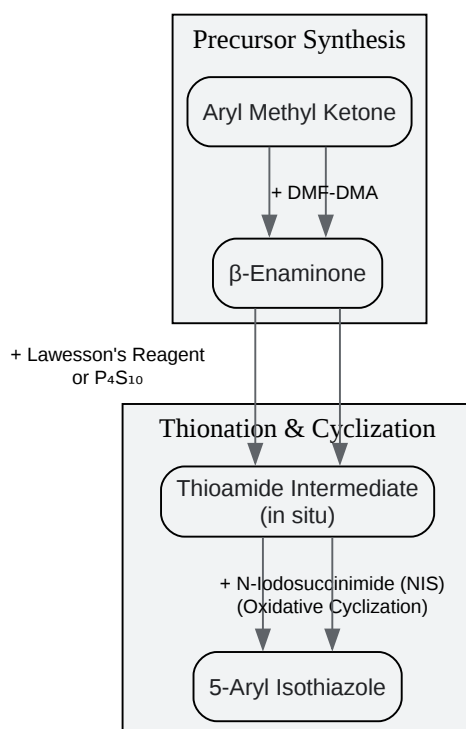 Precursor Synthesis
Aryl Methyl Ketone
+ DMF-DMA
β-Enaminone
+ Lawesson's Reagent
or P₄S₁₀
Thionation & Cyclization
Thioamide Intermediate
(in situ)
+ N-Iodosuccinimide (NIS)
(Oxidative Cyclization)
5-Aryl Isothiazole